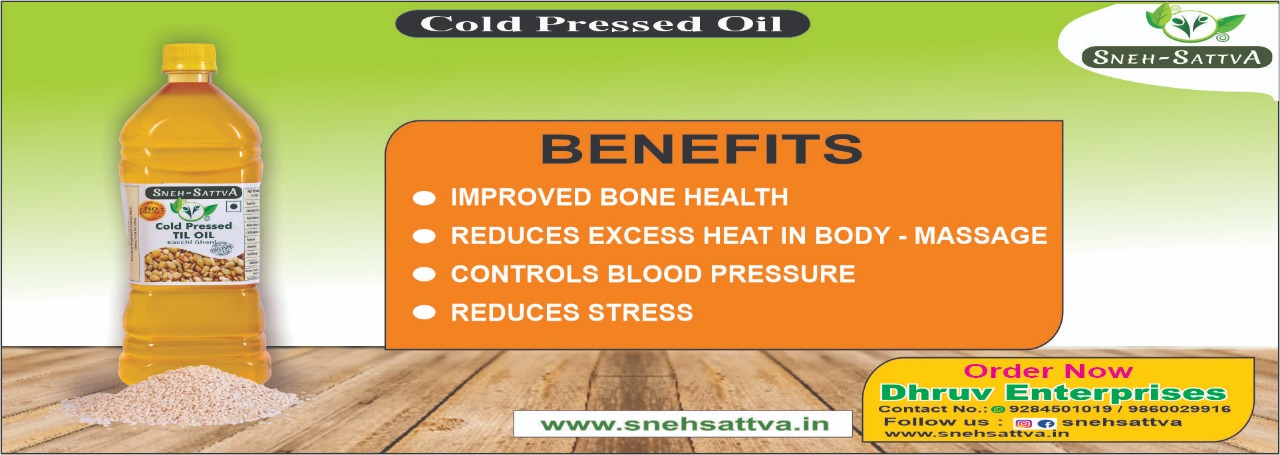 Cold Pressed Oil
SNEH-SATTVA
BENEFITS
IMPROVED BONE HEALTH
REDUCES EXCESS HEAT IN BODY - MASSAGE
CONTROLS BLOOD PRESSURE
REDUCES STRESS
SNEH-SATTVA
ISO
Cold Pressed
TIL OIL
Kacchi Ghani
www.snehsattva.in
Order Now
Dhruv Enterprises
Contact No.: 9284501019 / 9860029916
Follow us : snehsattva
www.snehsattva.in